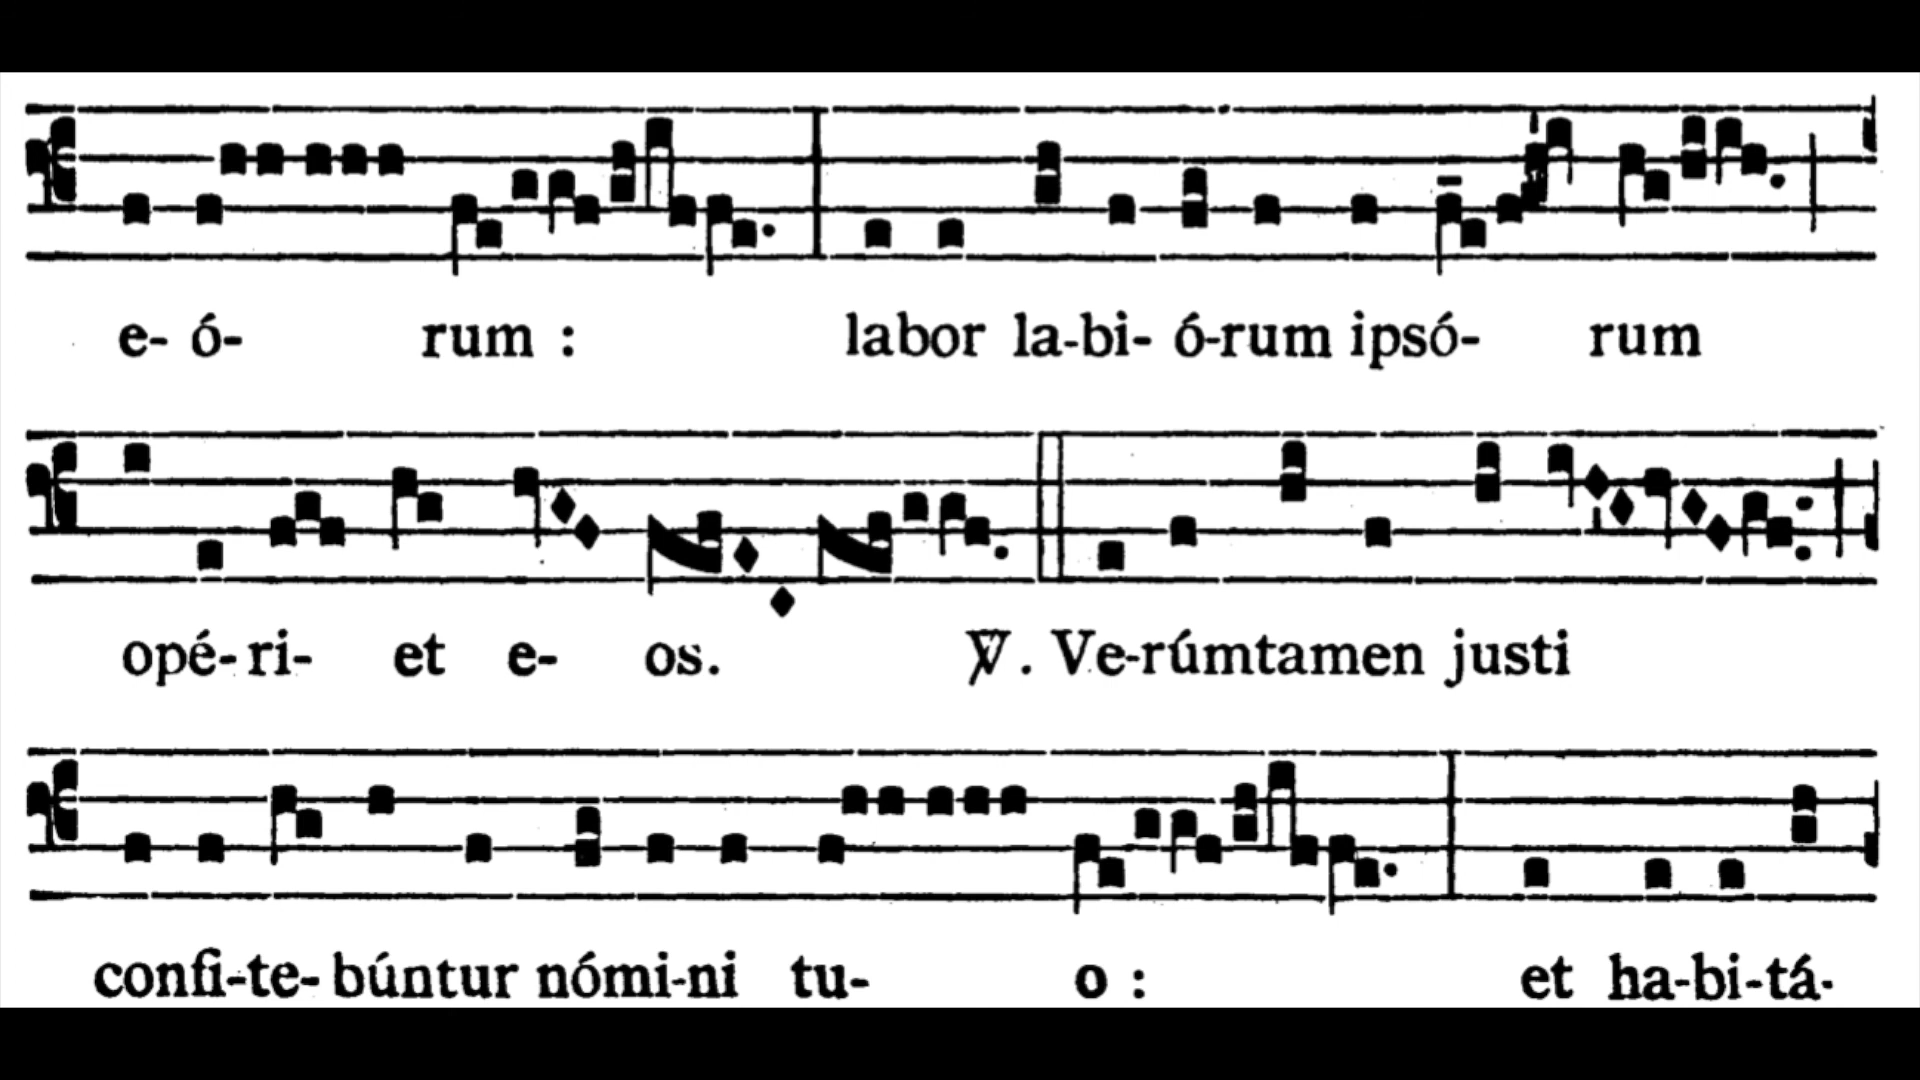 e- ó- rum : labor la-bi- ó-rum ipsó- rum
opé-ri- et e- os. ℣. Ve-rúmtamen justi
confi-te-búntur nómi-ni tu- o : et ha-bi-tá-